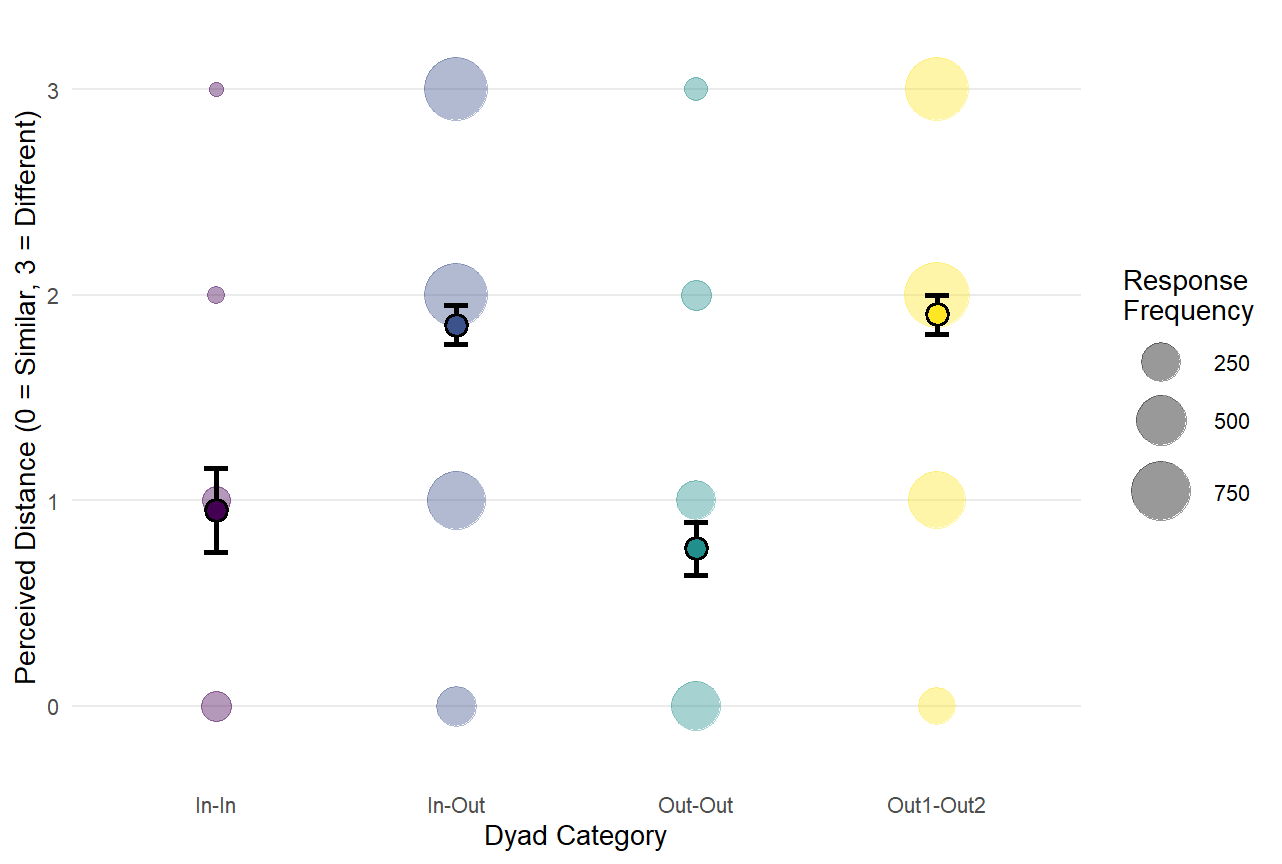 Perceived Distance (0 = Similar, 3 = Different)
3
2
1
0
In-In
In-Out
Out-Out
Out1-Out2
Dyad Category
Response
Frequency
250
500
750